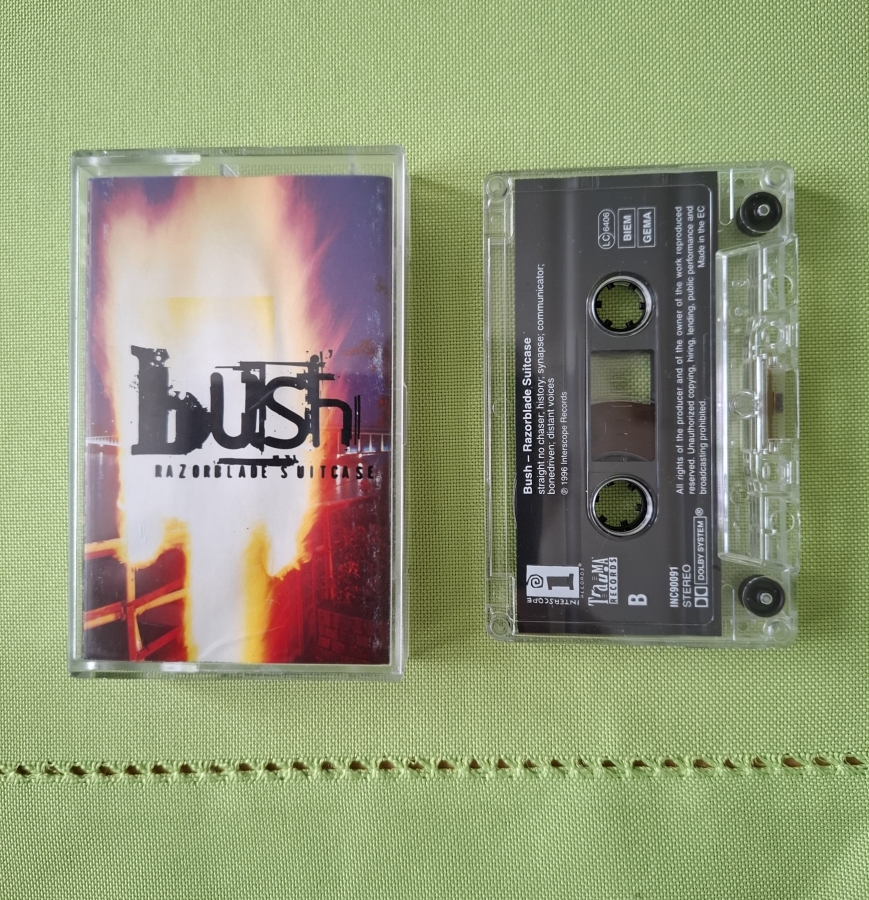 bush
RAZORBLADE SUITCASE
Bush – Razorblade Suitcase
straight no chaser; history; synapse; communicator;
bonedriven; distant voices
℗ 1996 Interscope Records
LC 6406
BIEM
GEMA
INTERSCOPE
RECORDS
TRAUMA
RECORDS
B
INC90091
STEREO
DOLBY SYSTEM ®
All rights of the producer and of the owner of the work reproduced
reserved. Unauthorized copying, hiring, lending, public performance and
broadcasting prohibited. Made in the EC